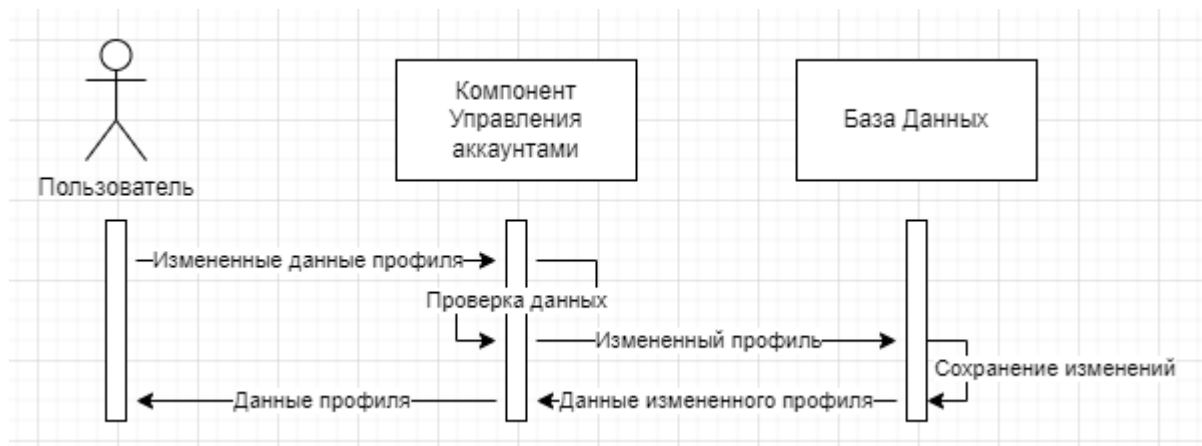 Компонент
Управления
аккаунтами
База Данных
Пользователь
Измененные данные профиля
Проверка данных
Измененный профиль
Сохранение изменений
Данные профиля
Данные измененного профиля